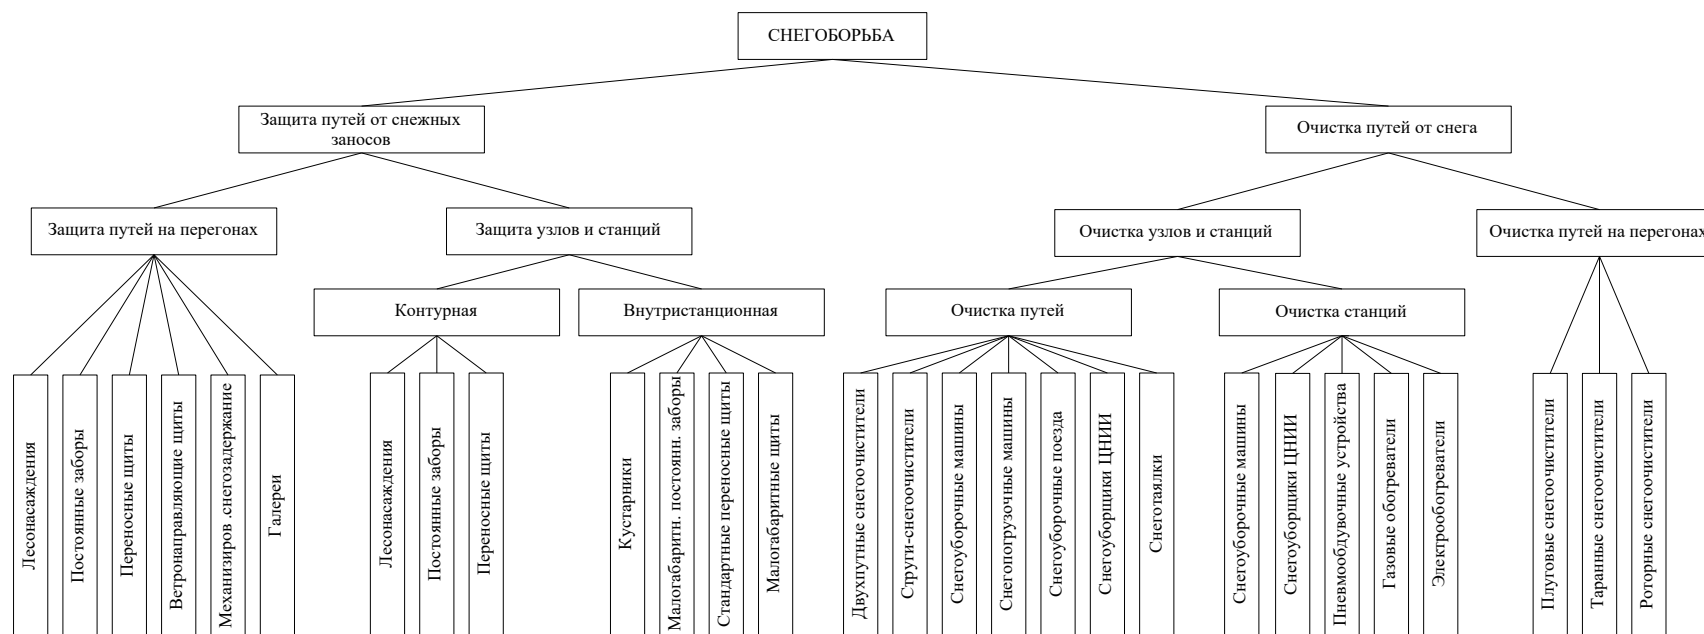 СНЕГОБОРЬБА
Защита путей от снежных
заносов
Очистка путей от снега
Защита путей на перегонах
Защита узлов и станций
Очистка узлов и станций
Очистка путей на перегонах
Контурная
Внутристанционная
Очистка путей
Очистка станций
Лесонасаждения
Постоянные заборы
Переносные щиты
Ветронаправляющие щиты
Механизиров .снегозадержание
Галереи
Лесонасаждения
Постоянные заборы
Переносные щиты
Кустарники
Малогабаритн. постоянн. заборы
Стандартные переносные щиты
Малогабаритные щиты
Двухпутные снегоочистители
Струги-снегоочистители
Снегоуборочные машины
Снегопогрузочные машины
Снегоуборочные поезда
Снегоуборщики ЦНИИ
Снеготаялки
Снегоуборочные машины
Снегоуборщики ЦНИИ
Пневмообдувочные устройства
Газовые обогреватели
Электрообогреватели
Плуговые снегоочистители
Таранные снегоочистители
Роторные снегоочистители